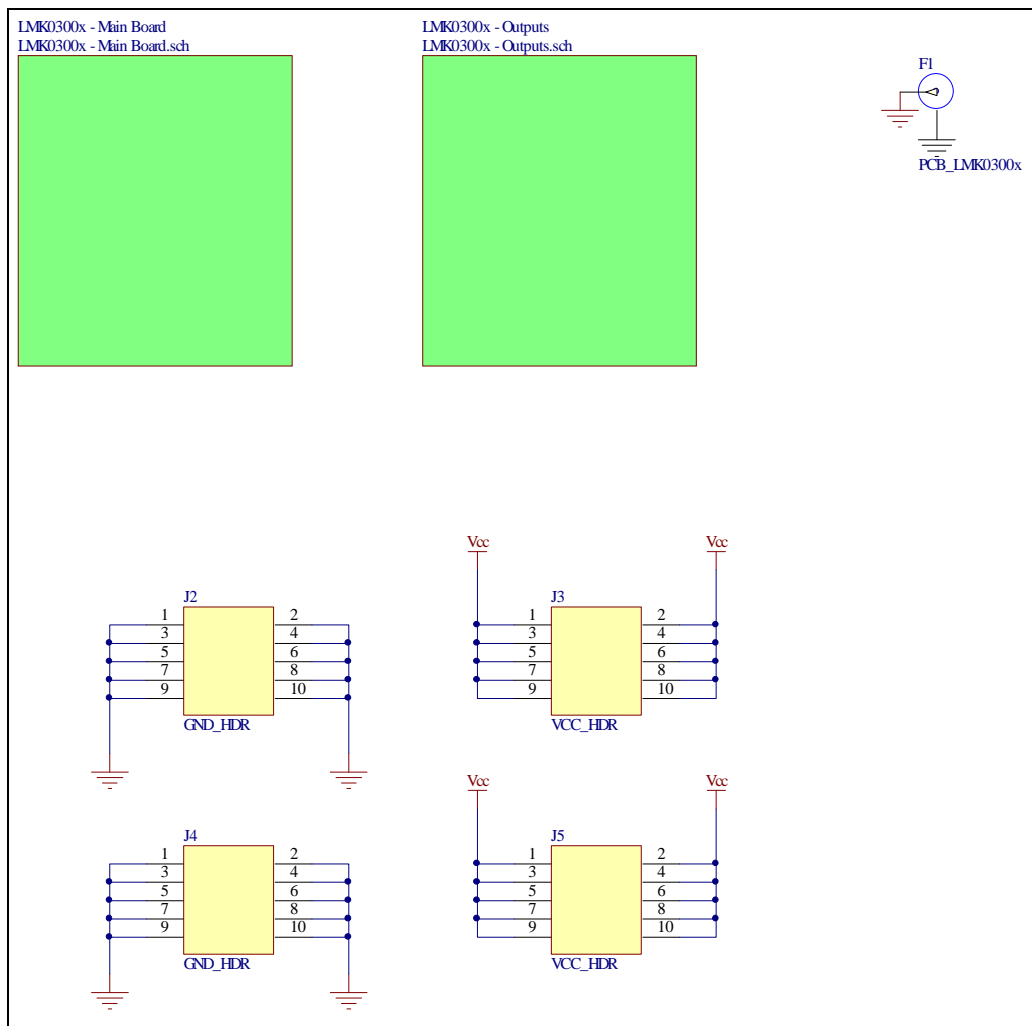 LMK0300x - Main Board
LMK0300x - Main Board.sch
LMK0300x - Outputs
LMK0300x - Outputs.sch
F1
PCB_LMK0300x
Vcc
Vcc
J2
1 2
3 4
5 6
7 8
9 10
GND_HDR
J3
1 2
3 4
5 6
7 8
9 10
VCC_HDR
Vcc
Vcc
J4
1 2
3 4
5 6
7 8
9 10
GND_HDR
J5
1 2
3 4
5 6
7 8
9 10
VCC_HDR